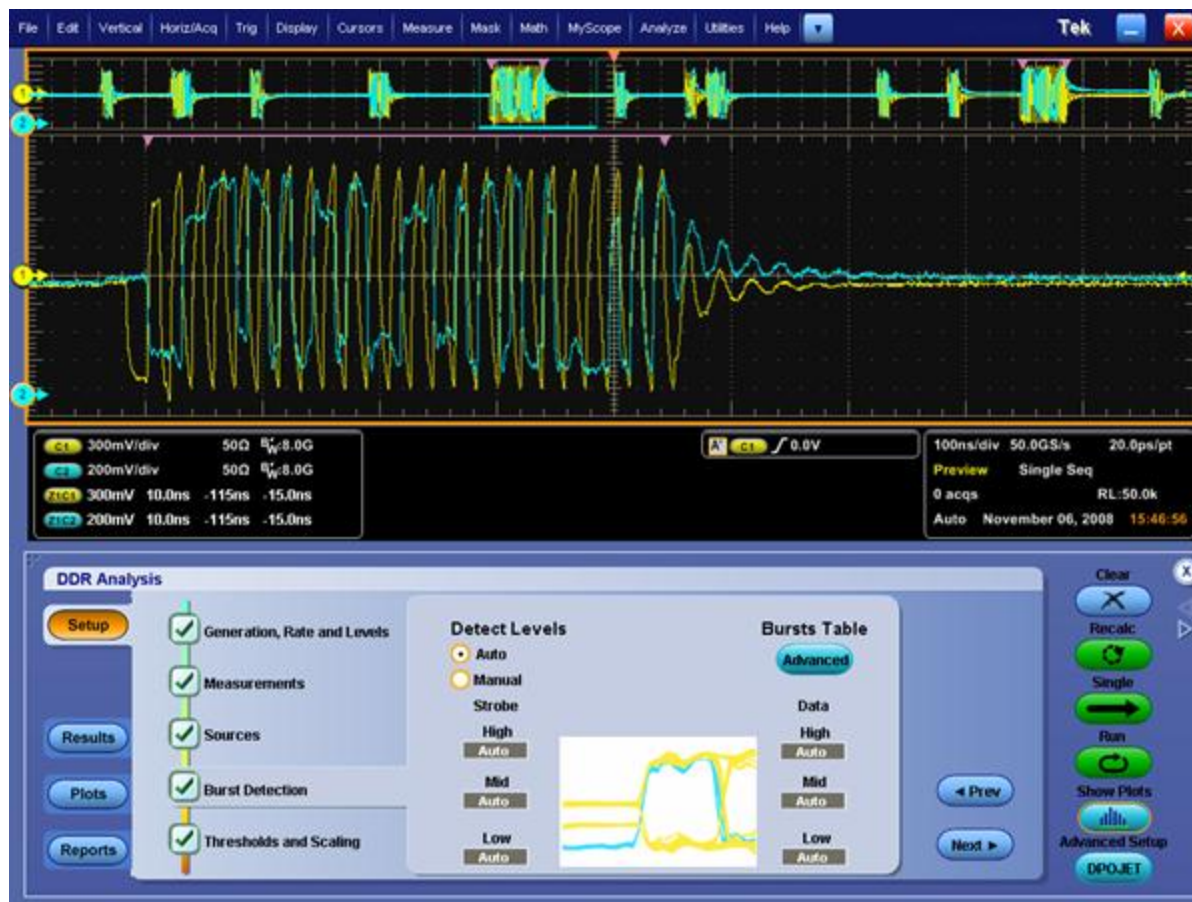 File Edit Vertical Horiz/Acq Trig Display Cursors Measure Mask Math MyScope Analyze Utilities Help Tek X
1
2
1
2
C1 300mV/div 50Ω BW:8.0G
C2 200mV/div 50Ω BW:8.0G
Z1C1 300mV 10.0ns -115ns -15.0ns
Z1C2 200mV 10.0ns -115ns -15.0ns
A' C1 0.0V
100ns/div 50.0GS/s 20.0ps/pt
Preview Single Seq
0 acqs RL:50.0k
Auto November 06, 2008 15:46:56
DDR Analysis
Setup
Results
Plots
Reports
Generation, Rate and Levels
Measurements
Sources
Burst Detection
Thresholds and Scaling
Detect Levels
Auto
Manual
Strobe
High
Auto
Mid
Auto
Low
Auto
Bursts Table
Advanced
Data
High
Auto
Mid
Auto
Low
Auto
Prev
Next
Clear
X
Recalc
Single
Run
Show Plots
Advanced Setup
DPOJET